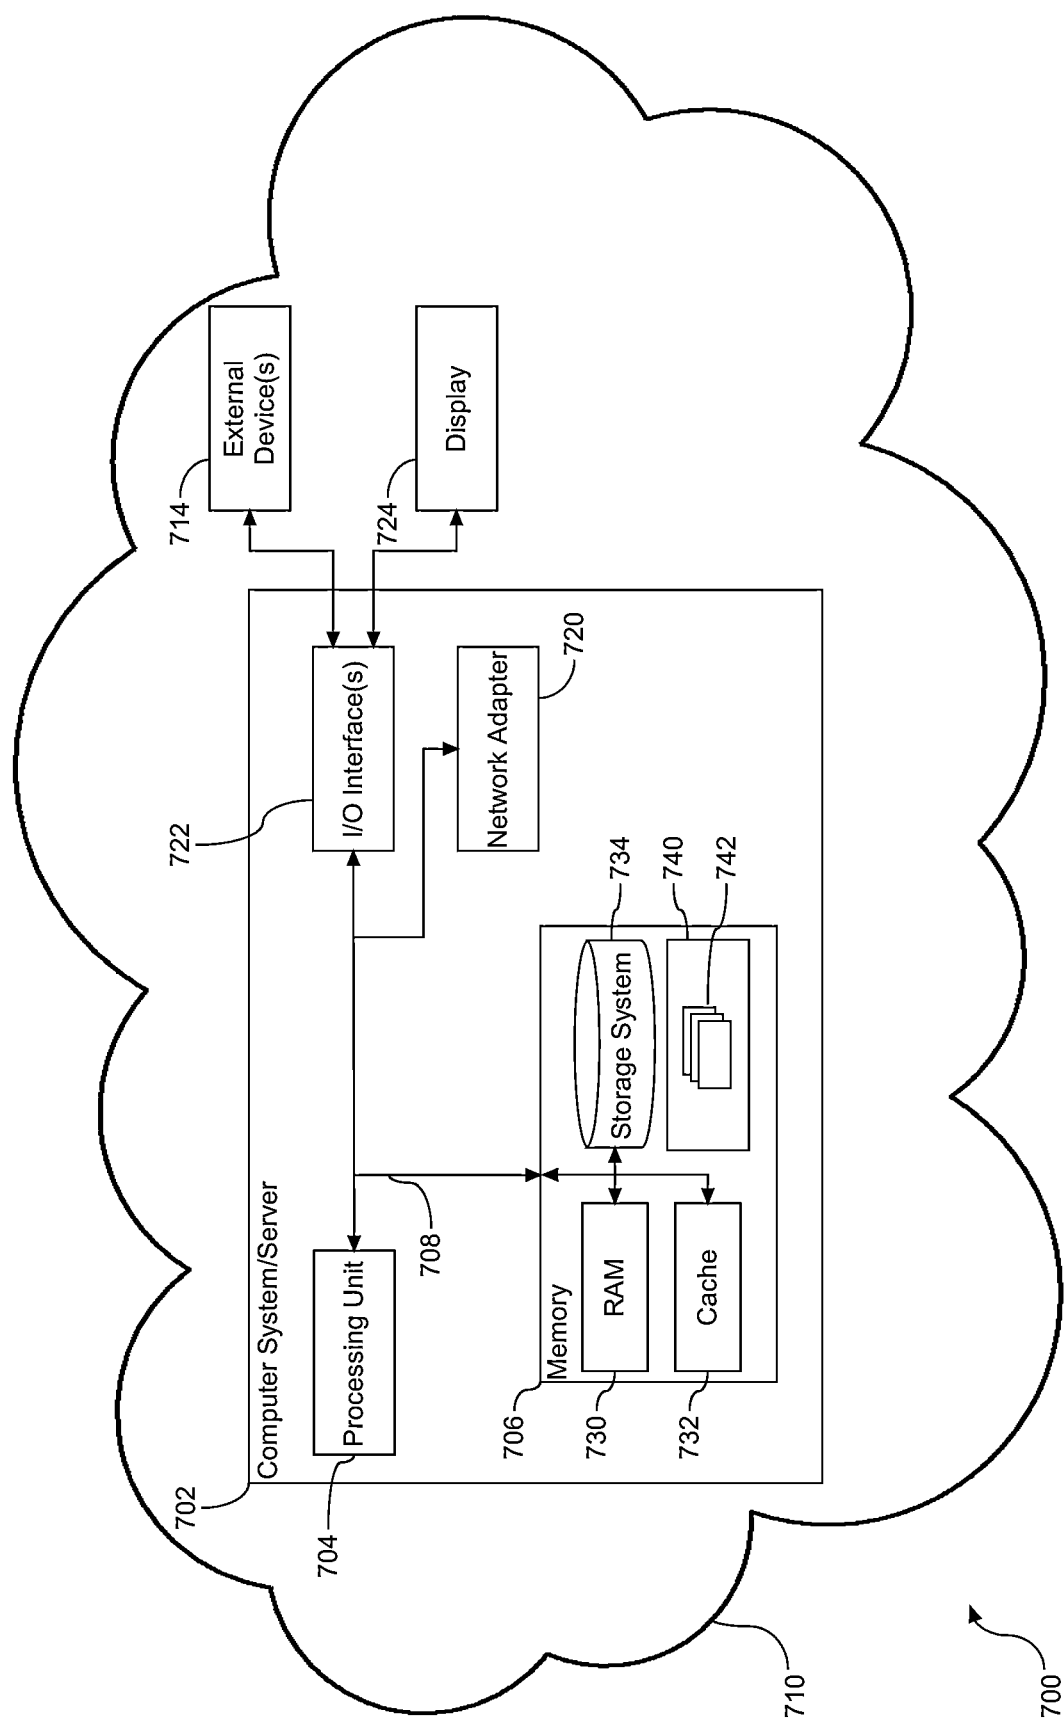 702
Computer System/Server
704
Processing Unit
708
722
I/O Interface(s)
714
External
Device(s)
724
Display
Network Adapter
720
706
Memory
730
RAM
732
Cache
Storage System
734
740
742
710
700